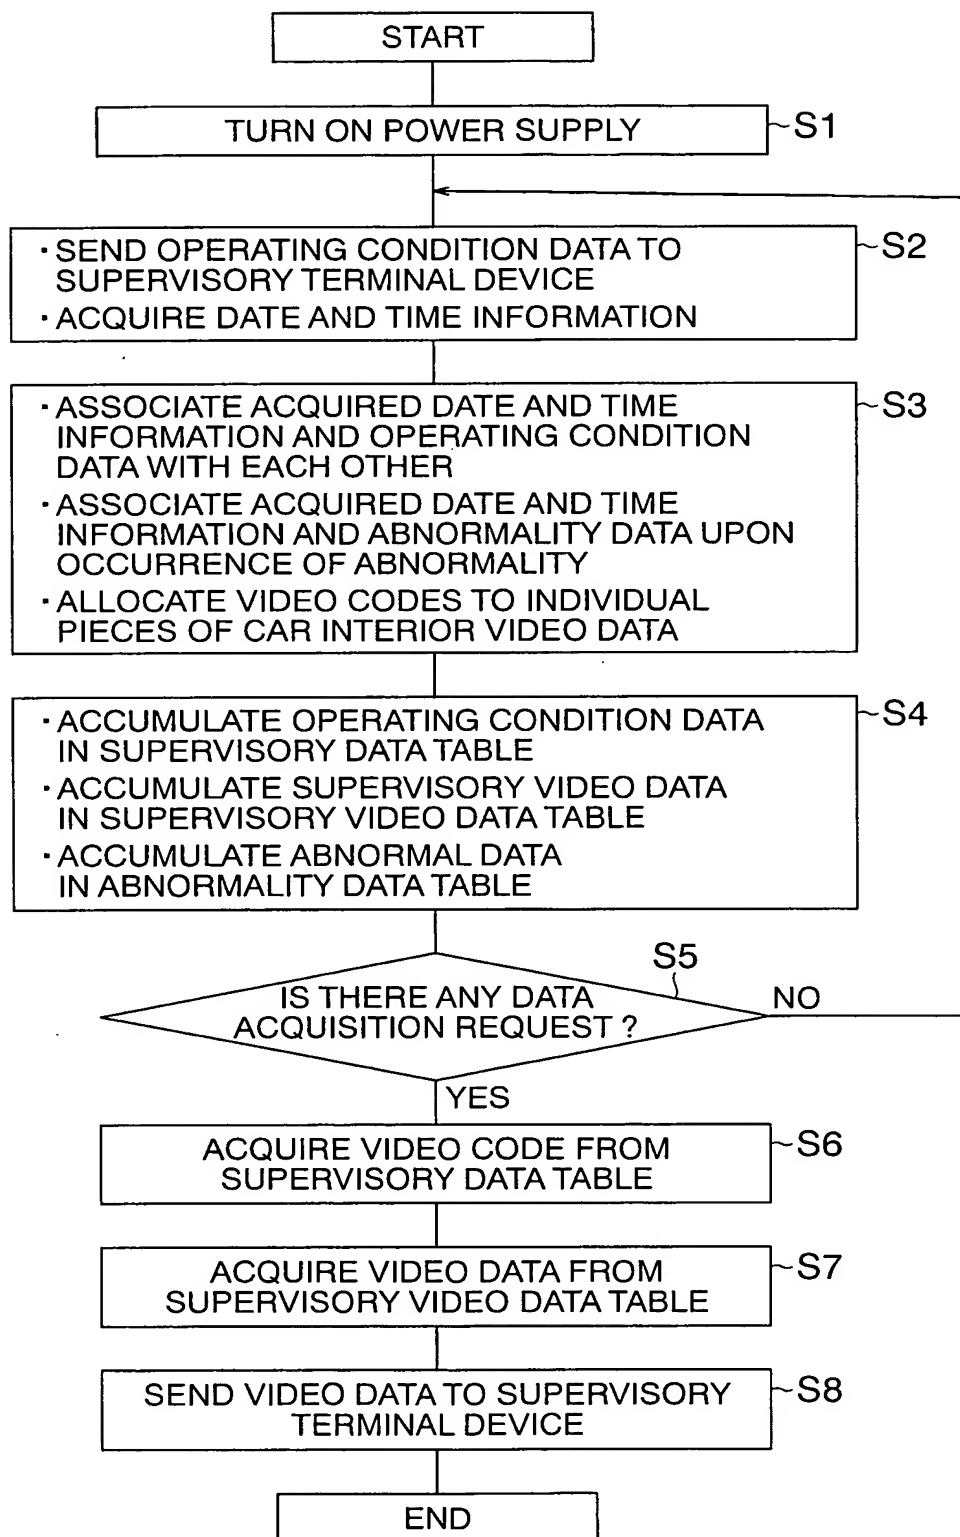 START
TURN ON POWER SUPPLY
S1
· SEND OPERATING CONDITION DATA TO
SUPERVISORY TERMINAL DEVICE
· ACQUIRE DATE AND TIME INFORMATION
S2
· ASSOCIATE ACQUIRED DATE AND TIME
INFORMATION AND OPERATING CONDITION
DATA WITH EACH OTHER
· ASSOCIATE ACQUIRED DATE AND TIME
INFORMATION AND ABNORMALITY DATA UPON
OCCURRENCE OF ABNORMALITY
· ALLOCATE VIDEO CODES TO INDIVIDUAL
PIECES OF CAR INTERIOR VIDEO DATA
S3
· ACCUMULATE OPERATING CONDITION DATA
IN SUPERVISORY DATA TABLE
· ACCUMULATE SUPERVISORY VIDEO DATA
IN SUPERVISORY VIDEO DATA TABLE
· ACCUMULATE ABNORMAL DATA
IN ABNORMALITY DATA TABLE
S4
S5
IS THERE ANY DATA
ACQUISITION REQUEST ?
NO
YES
ACQUIRE VIDEO CODE FROM
SUPERVISORY DATA TABLE
S6
ACQUIRE VIDEO DATA FROM
SUPERVISORY VIDEO DATA TABLE
S7
SEND VIDEO DATA TO SUPERVISORY
TERMINAL DEVICE
S8
END